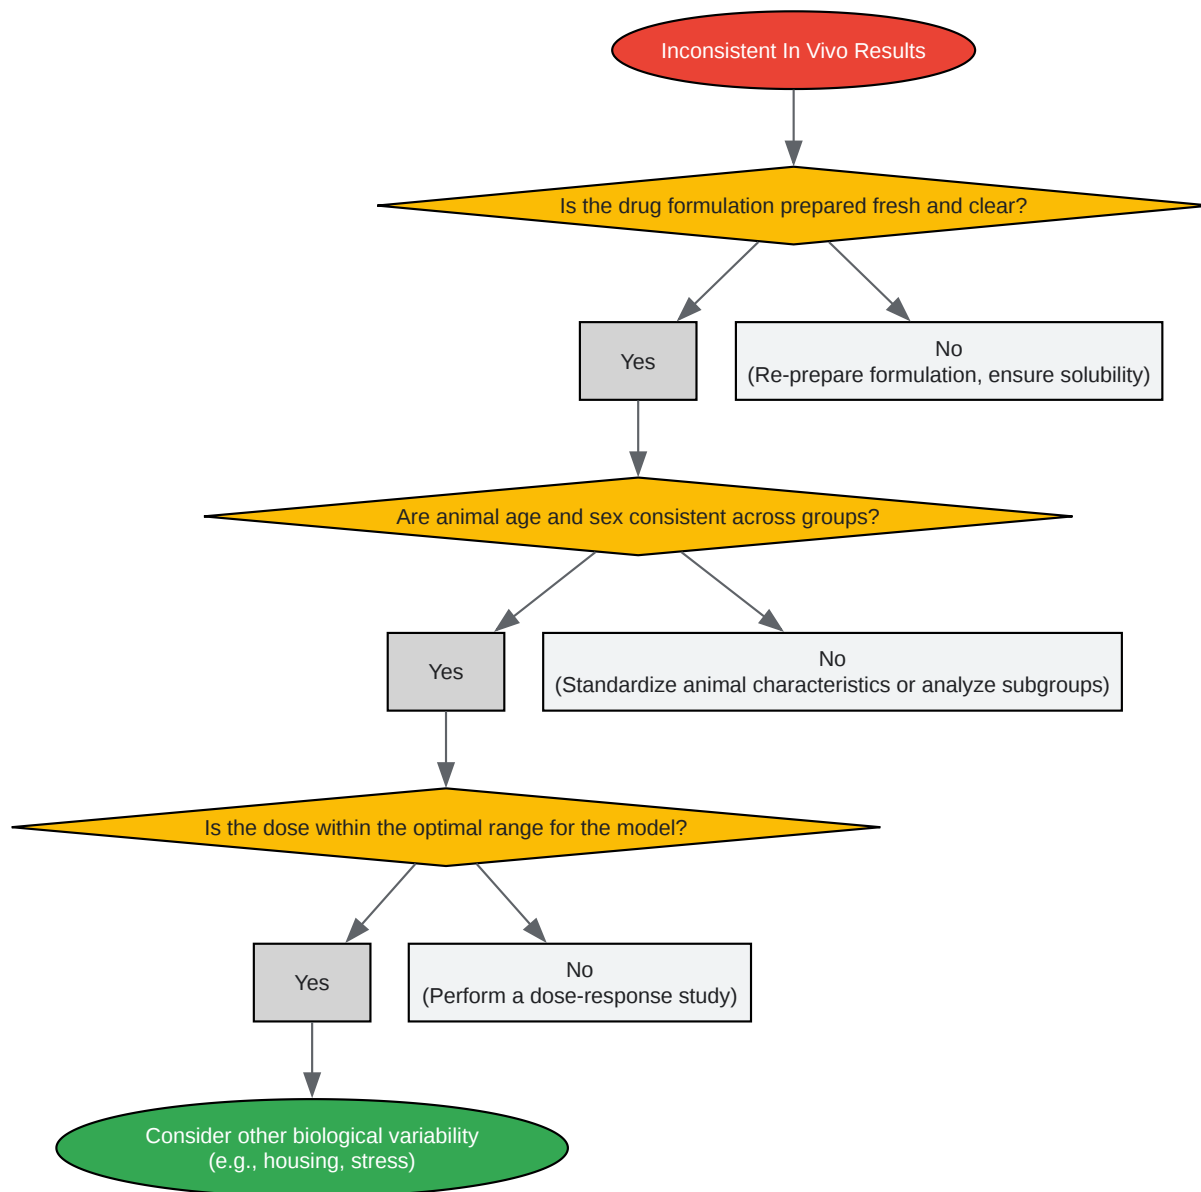 Inconsistent In Vivo Results
Is the drug formulation prepared fresh and clear?
Yes
No
(Re-prepare formulation, ensure solubility)
Are animal age and sex consistent across groups?
Yes
No
(Standardize animal characteristics or analyze subgroups)
Is the dose within the optimal range for the model?
Yes
No
(Perform a dose-response study)
Consider other biological variability
(e.g., housing, stress)